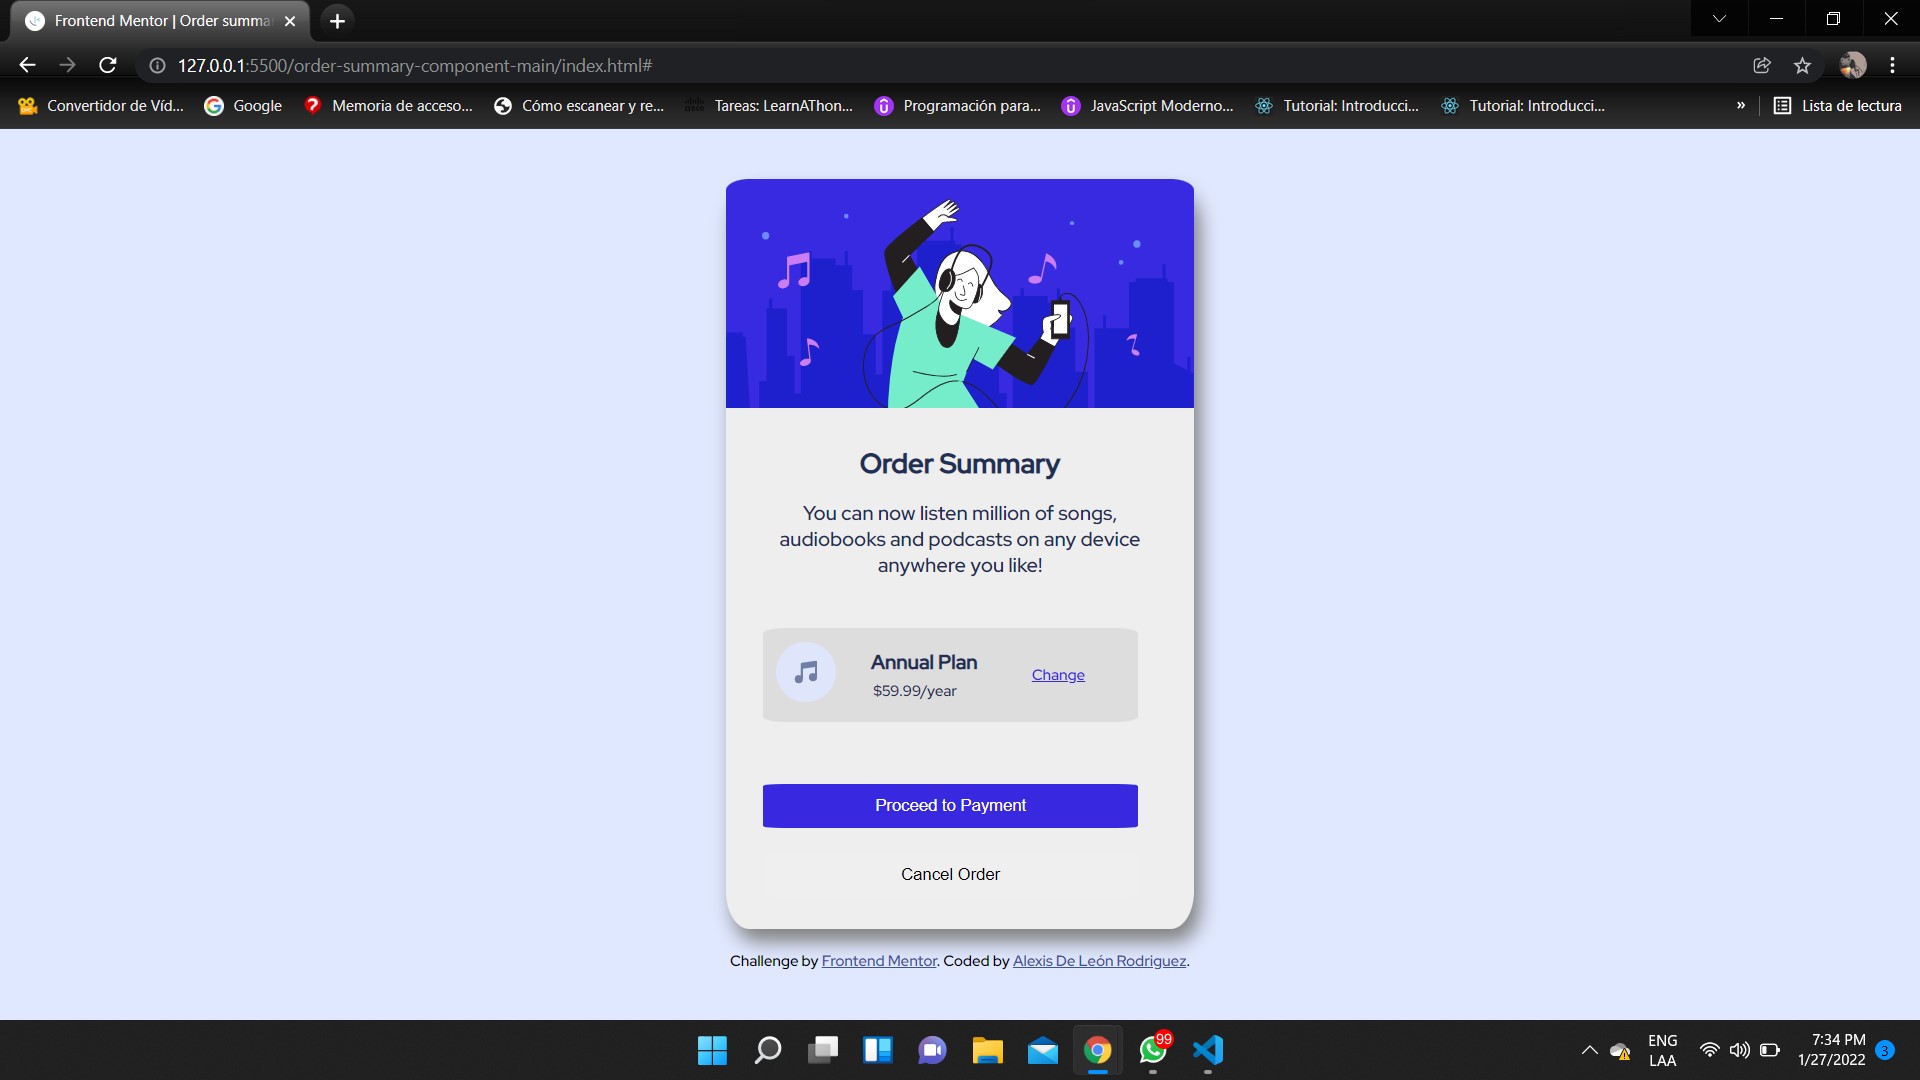 Frontend Mentor | Order summa
127.0.0.1:5500/order-summary-component-main/index.html#
Convertidor de Víd...
Google
Memoria de acceso...
Cómo escanear y re...
Tareas: LearnAThon...
Programación para...
JavaScript Moderno...
Tutorial: Introducci...
Tutorial: Introducci...
»
Lista de lectura
Order Summary
You can now listen million of songs,
audiobooks and podcasts on any device
anywhere you like!
Annual Plan
$59.99/year
Change
Proceed to Payment
Cancel Order
Challenge by Frontend Mentor. Coded by Alexis De León Rodriguez.
99
ENG
LAA
7:34 PM
1/27/2022
3